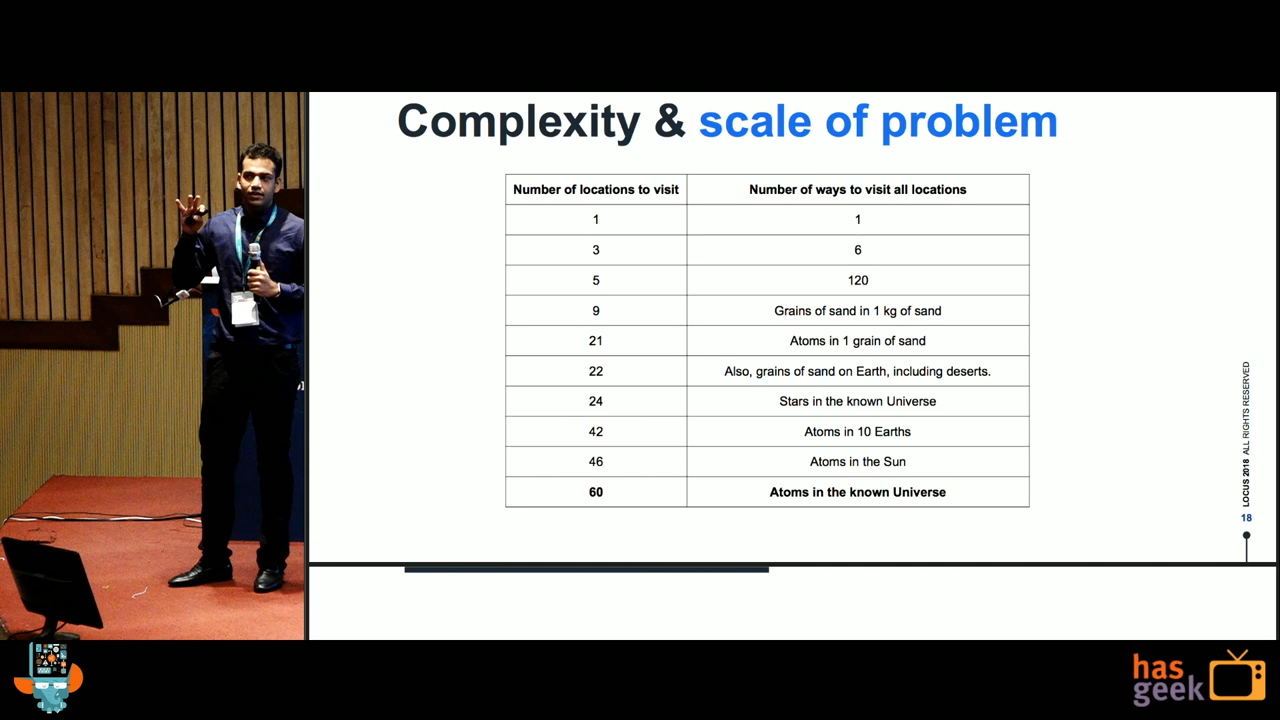 Complexity & scale of problem
Number of locations to visit Number of ways to visit all locations
1 1
3 6
5 120
9 Grains of sand in 1 kg of sand
21 Atoms in 1 grain of sand
22 Also, grains of sand on Earth, including deserts.
24 Stars in the known Universe
42 Atoms in 10 Earths
46 Atoms in the Sun
60 Atoms in the known Universe
LOCUS 2018 ALL RIGHTS RESERVED
18
has
geek